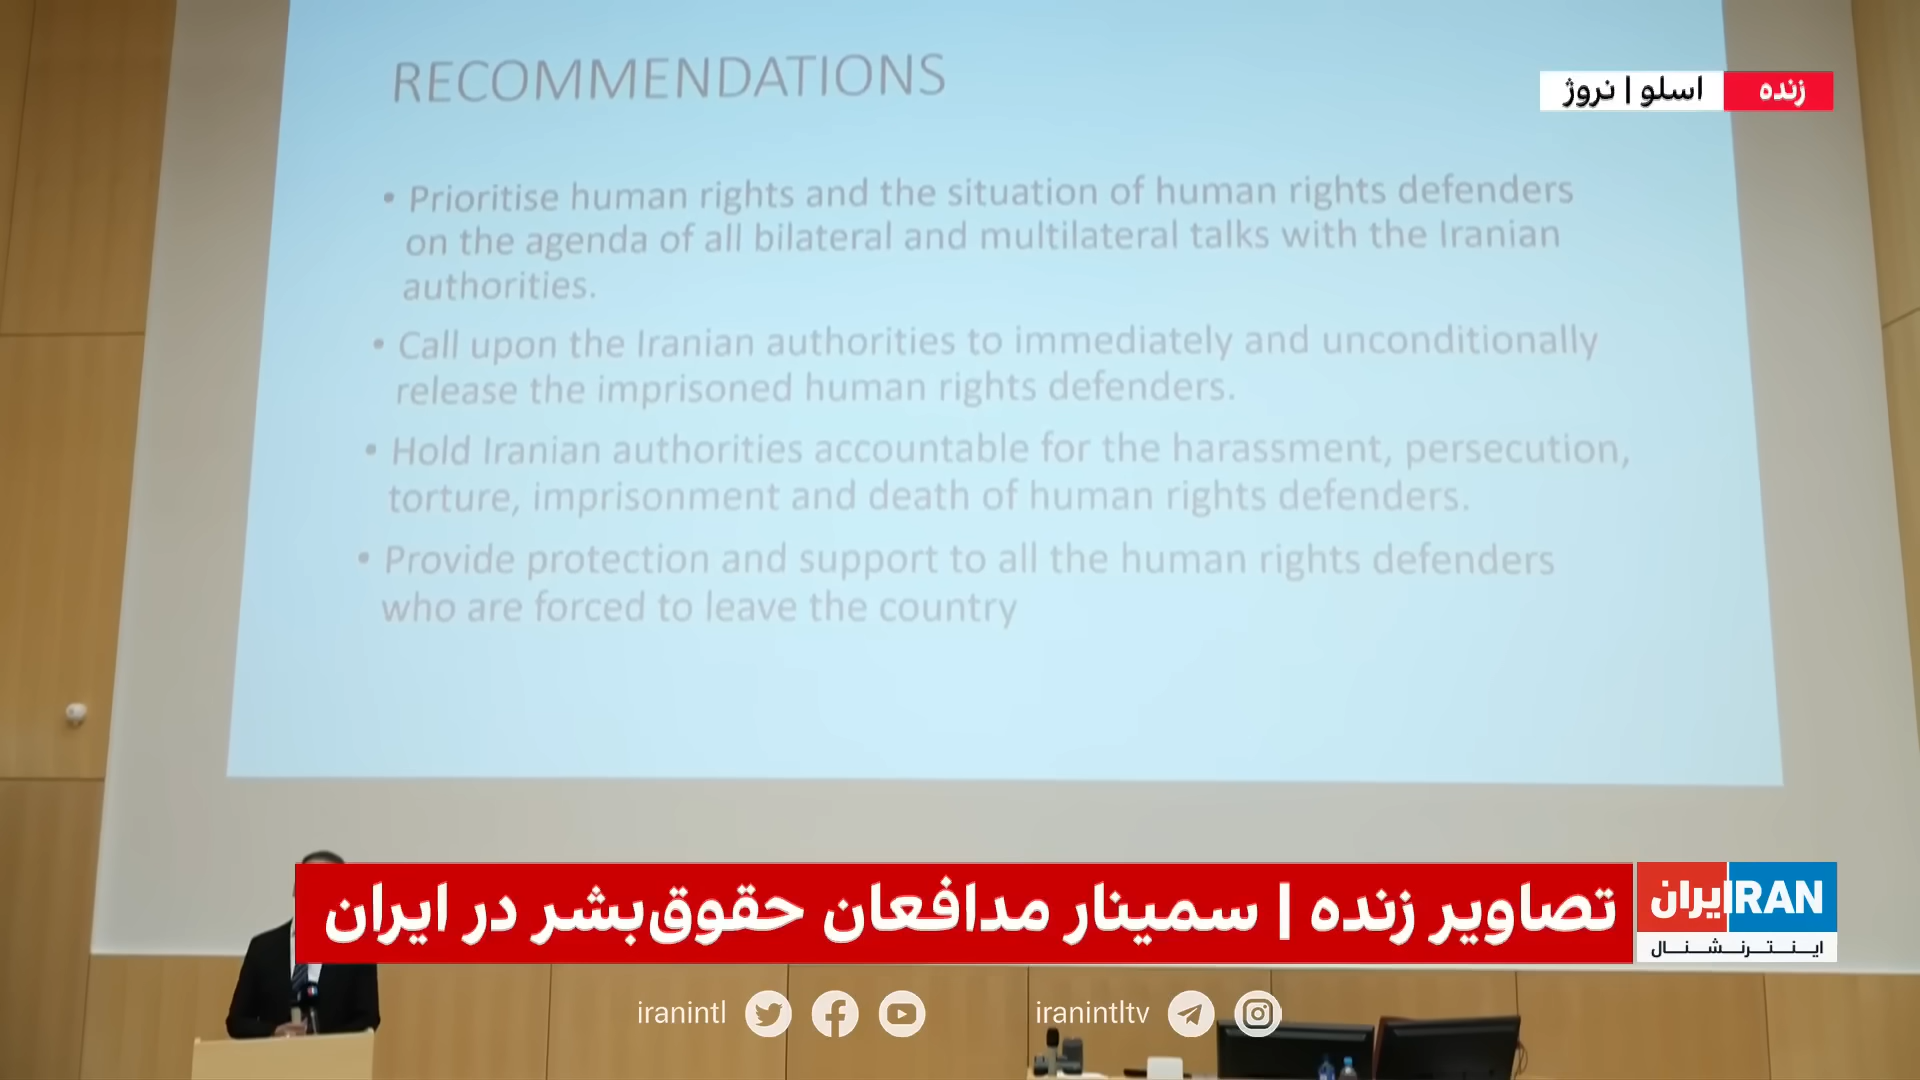 RECOMMENDATIONS
زنده
اسلو | نروژ
• Prioritise human rights and the situation of human rights defenders
on the agenda of all bilateral and multilateral talks with the Iranian
authorities.
• Call upon the Iranian authorities to immediately and unconditionally
release the imprisoned human rights defenders.
• Hold Iranian authorities accountable for the harassment, persecution,
torture, imprisonment and death of human rights defenders.
• Provide protection and support to all the human rights defenders
who are forced to leave the country
تصاویر زنده | سمینار مدافعان حقوق‌بشر در ایران
ایران IRAN
اینترنشنال
iranintl
iranintltv